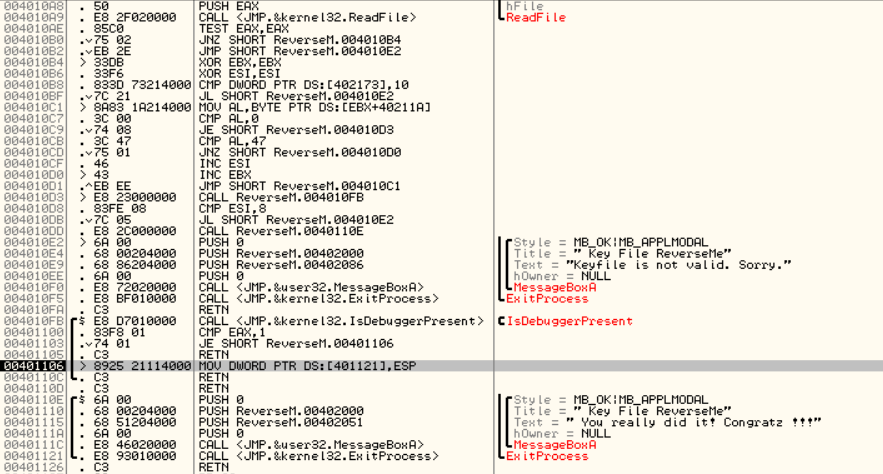 004010A8 . 50 PUSH EAX hFile
004010A9 . E8 2F020000 CALL <JMP.&kernel32.ReadFile> ReadFile
004010AE . 85C0 TEST EAX,EAX
004010B0 .v75 02 JNZ SHORT ReverseM.004010B4
004010B2 .vEB 2E JMP SHORT ReverseM.004010E2
004010B4 > 33DB XOR EBX,EBX
004010B6 . 33F6 XOR ESI,ESI
004010B8 . 833D 73214000 CMP DWORD PTR DS:[402173],10
004010BF .v7C 21 JL SHORT ReverseM.004010E2
004010C1 > 8A83 1A214000 MOV AL,BYTE PTR DS:[EBX+40211A]
004010C7 . 3C 00 CMP AL,0
004010C9 .v74 08 JE SHORT ReverseM.004010D3
004010CB . 3C 47 CMP AL,47
004010CD .v75 01 JNZ SHORT ReverseM.004010D0
004010CF . 46 INC ESI
004010D0 > 43 INC EBX
004010D1 .^EB EE JMP SHORT ReverseM.004010C1
004010D3 > E8 23000000 CALL ReverseM.004010FB
004010D8 . 83FE 08 CMP ESI,8
004010DB .v7C 05 JL SHORT ReverseM.004010E2
004010DD . E8 2C000000 CALL ReverseM.0040110E
004010E2 > 6A 00 PUSH 0 Style = MB_OK|MB_APPLMODAL
004010E4 . 68 00204000 PUSH ReverseM.00402000 Title = " Key File ReverseMe"
004010E9 . 68 86204000 PUSH ReverseM.00402086 Text = "Keyfile is not valid. Sorry."
004010EE . 6A 00 PUSH 0 hOwner = NULL
004010F0 . E8 72020000 CALL <JMP.&user32.MessageBoxA> MessageBoxA
004010F5 . E8 BF010000 CALL <JMP.&kernel32.ExitProcess> ExitProcess
004010FA . C3 RETN
004010FB $ E8 D7010000 CALL <JMP.&kernel32.IsDebuggerPresent> IsDebuggerPresent
00401100 . 83F8 01 CMP EAX,1
00401103 .v74 01 JE SHORT ReverseM.00401106
00401105 . C3 RETN
00401106 > 8925 21114000 MOV DWORD PTR DS:[401121],ESP
0040110C . C3 RETN
0040110D . C3 RETN
0040110E $ 6A 00 PUSH 0 Style = MB_OK|MB_APPLMODAL
00401110 . 68 00204000 PUSH ReverseM.00402000 Title = " Key File ReverseMe"
00401115 . 68 51204000 PUSH ReverseM.00402051 Text = " You really did it! Congratz !!!"
0040111A . 6A 00 PUSH 0 hOwner = NULL
0040111C . E8 46020000 CALL <JMP.&user32.MessageBoxA> MessageBoxA
00401121 . E8 93010000 CALL <JMP.&kernel32.ExitProcess> ExitProcess
00401126 . C3 RETN